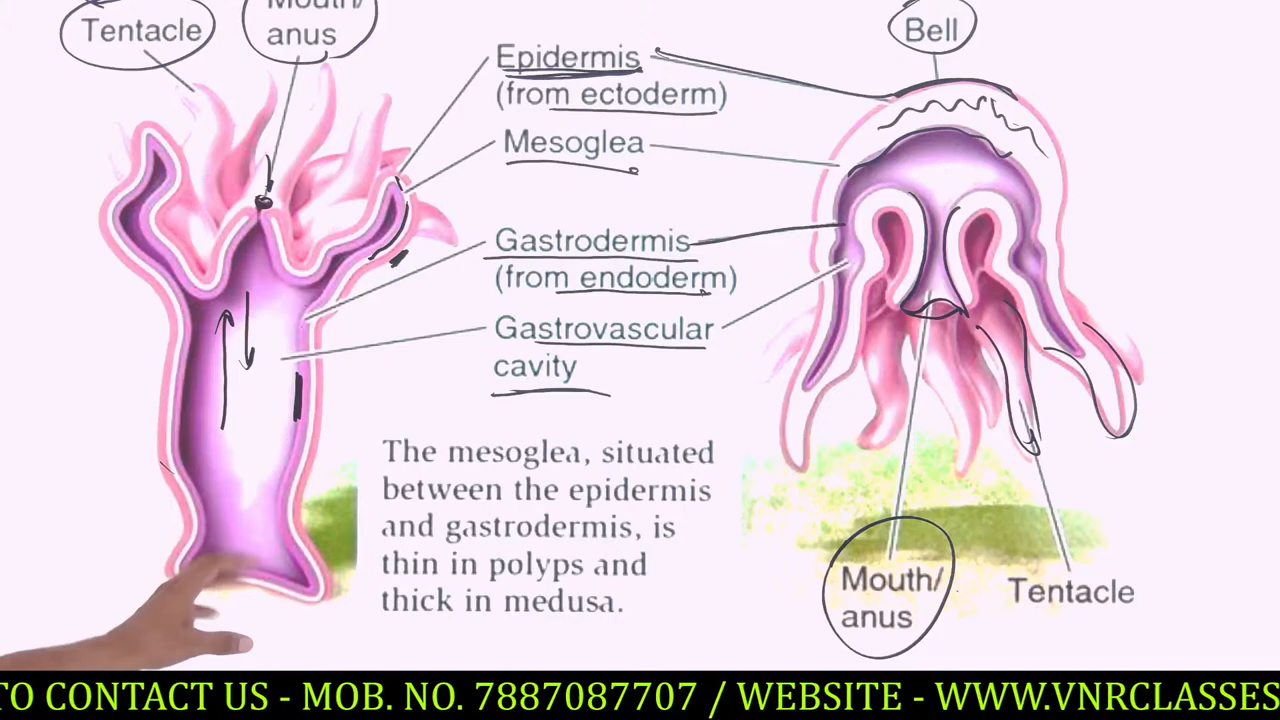 Tentacle
Mouth/
anus
Epidermis
(from ectoderm)
Mesoglea
Gastrodermis
(from endoderm)
Gastrovascular
cavity
Bell
The mesoglea, situated
between the epidermis
and gastrodermis, is
thin in polyps and
thick in medusa.
Mouth/
anus
Tentacle
TO CONTACT US - MOB. NO. 7887087707 / WEBSITE - WWW.VNRCLASSES